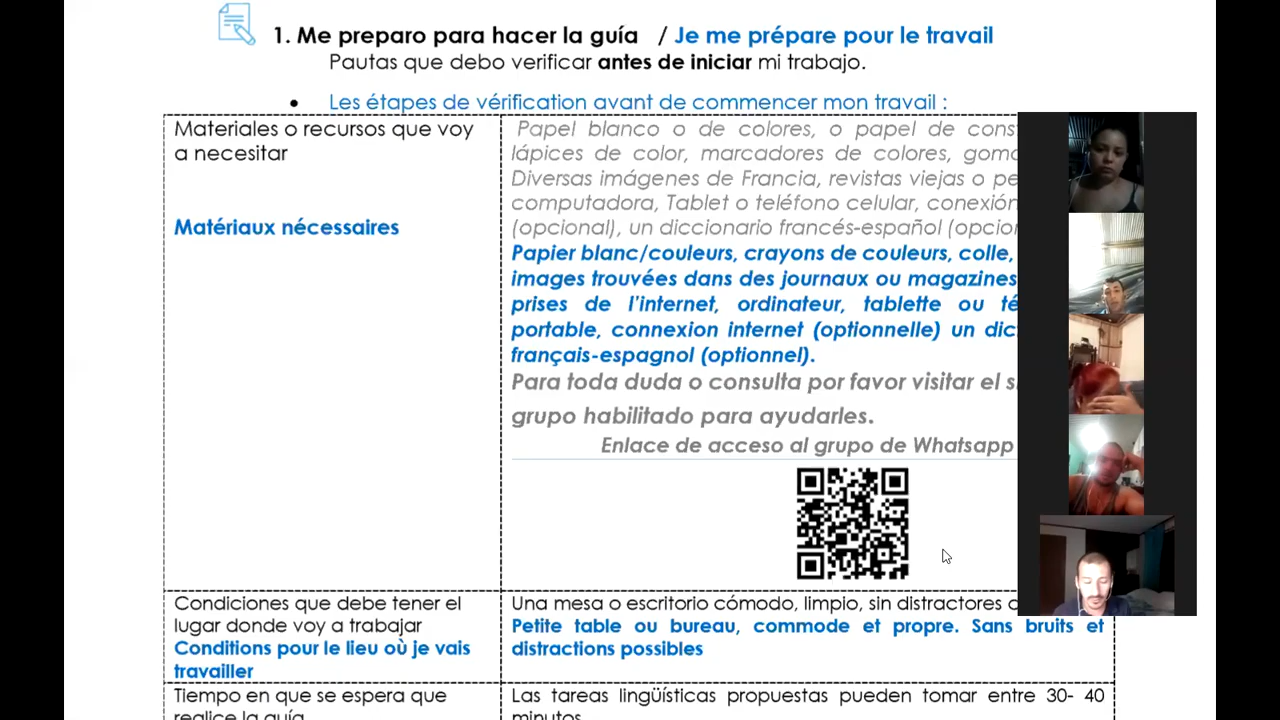 1. Me preparo para hacer la guía / Je me prépare pour le travail
Pautas que debo verificar antes de iniciar mi trabajo.
• Les étapes de vérification avant de commencer mon travail :
Materiales o recursos que voy
a necesitar
Matériaux nécessaires
Papel blanco o de colores, o papel de
lápices de color, marcadores de colores,
Diversas imágenes de Francia, revistas viejas o
computadora, Tablet o teléfono celular, conexión
(opcional), un diccionario francés-español
Papier blanc/couleurs, crayons de couleurs, colle,
images trouvées dans des journaux ou magazines
prises de l'internet, ordinateur, tablette ou
portable, connexion internet (optionnelle) un
français-espagnol (optionnel).
Para toda duda o consulta por favor visitar el
grupo habilitado para ayudarles.
Enlace de acceso al grupo de Whatsapp
Condiciones que debe tener el
lugar donde voy a trabajar
Conditions pour le lieu où je vais
travailler
Una mesa o escritorio cómodo, limpio, sin distractores
Petite table ou bureau, commode et propre. Sans bruits et
distractions possibles
Tiempo en que se espera que
realice la guía
Las tareas lingüísticas propuestas pueden tomar entre 30- 40
minutos